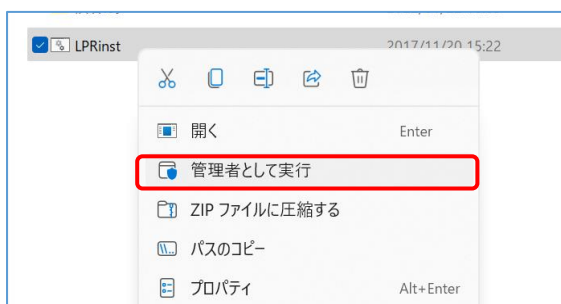 LPRinst 2017/11/20 15:22
開く Enter
管理者として実行
ZIP ファイルに圧縮する
パスのコピー
プロパティ Alt+Enter